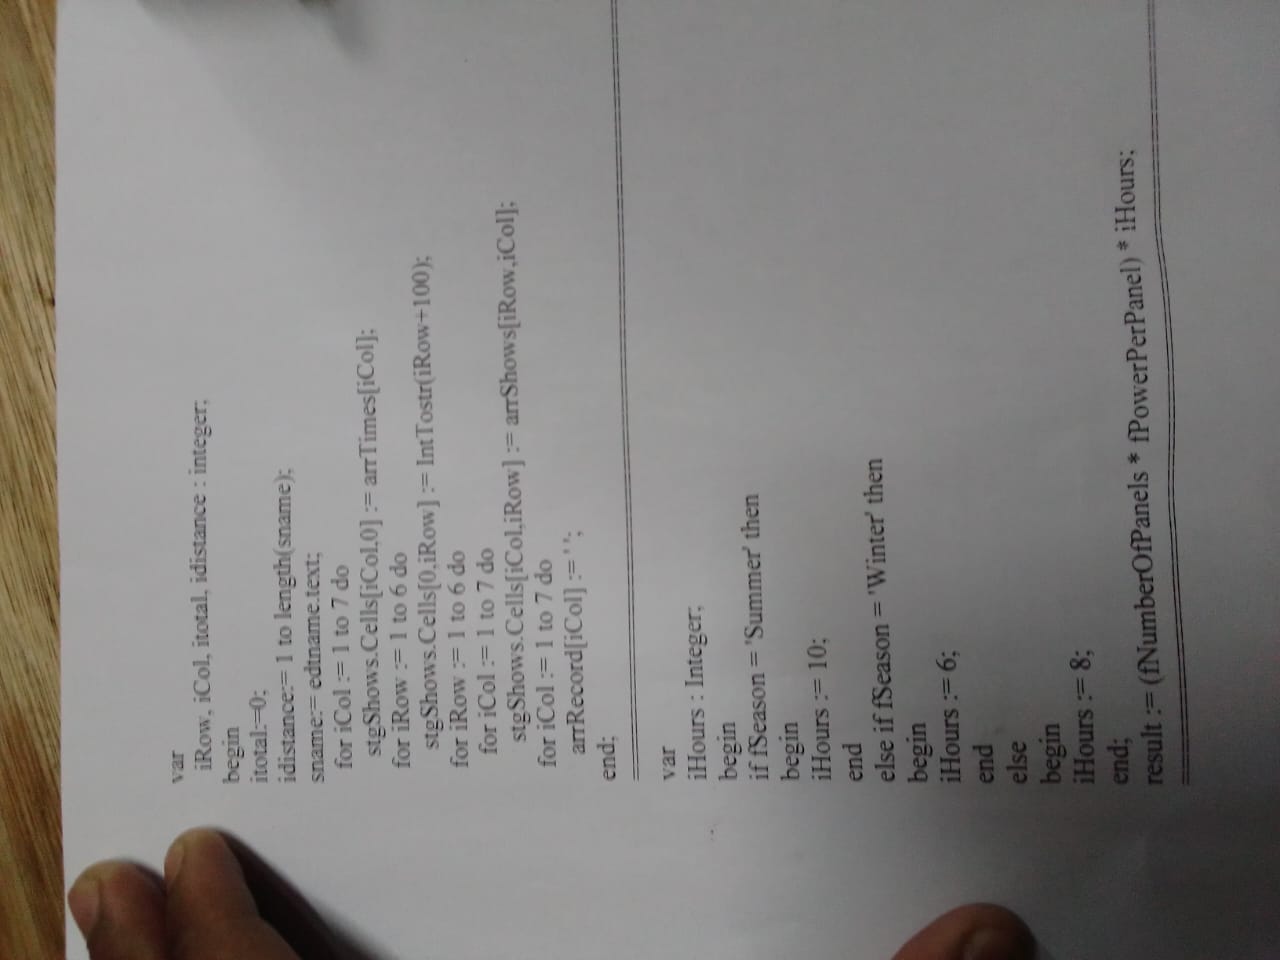 var
iRow, iCol, itotal, idistance : integer;
begin
itotal:=0;
idistance:= 1 to length(sname);
sname:= edtname.text;
for iCol := 1 to 7 do
stgShows.Cells[iCol,0] := arrTimes[iCol];
for iRow := 1 to 6 do
stgShows.Cells[0,iRow] := IntTostr(iRow+100);
for iRow := 1 to 6 do
for iCol := 1 to 7 do
stgShows.Cells[iCol,iRow] := arrShows[iRow,iCol];
for iCol := 1 to 7 do
arrRecord[iCol] := ' ';
end;
var
iHours : Integer;
begin
if fSeason = 'Summer' then
begin
iHours := 10;
end
else if fSeason = 'Winter' then
begin
iHours := 6;
end
else
begin
iHours := 8;
end;
result := (fNumberOfPanels * fPowerPerPanel) * iHours;